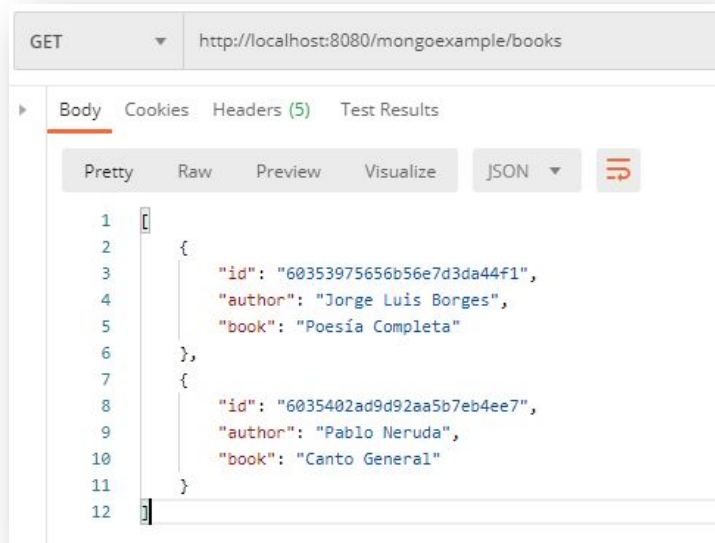 GET http://localhost:8080/mongoexample/books
Body Cookies Headers (5) Test Results
Pretty Raw Preview Visualize JSON
1 [
2 {
3 "id": "60353975656b56e7d3da44f1",
4 "author": "Jorge Luis Borges",
5 "book": "Poesía Completa"
6 },
7 {
8 "id": "6035402ad9d92aa5b7eb4ee7",
9 "author": "Pablo Neruda",
10 "book": "Canto General"
11 }
12 ]